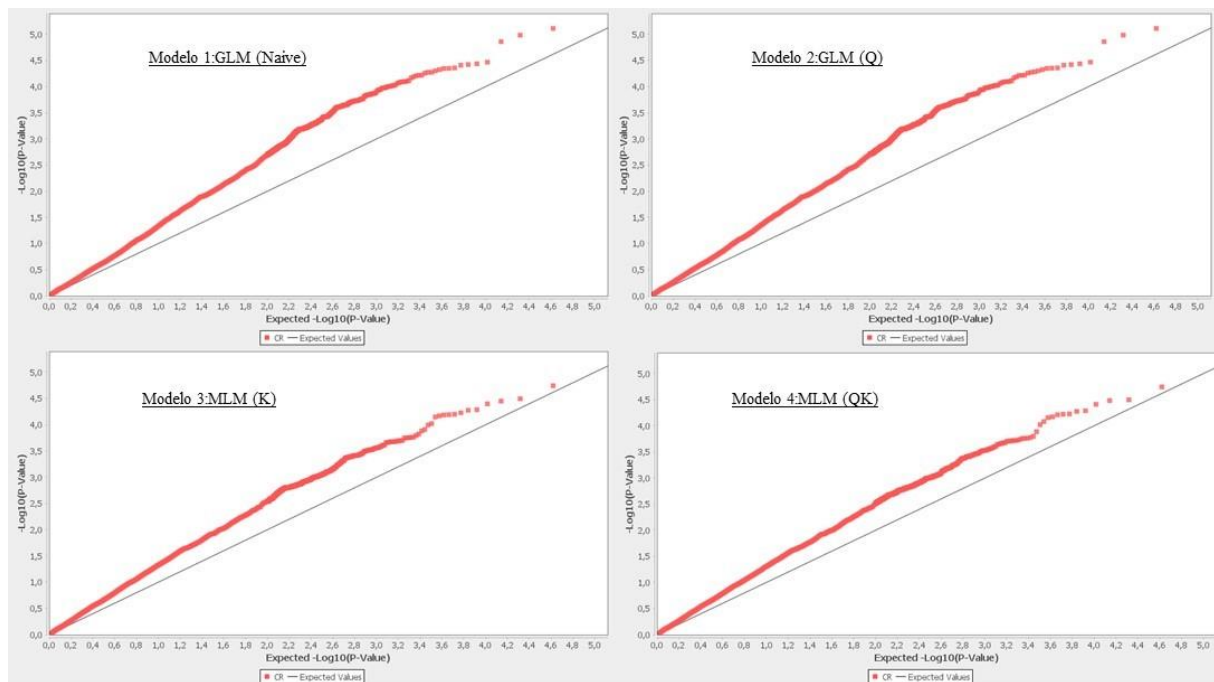 Modelo 1:GLM (Naive)
-Log10(P-Value)
5,0
4,5
4,0
3,5
3,0
2,5
2,0
1,5
1,0
0,5
0,0
0,0 0,2 0,4 0,6 0,8 1,0 1,2 1,4 1,6 1,8 2,0 2,2 2,4 2,6 2,8 3,0 3,2 3,4 3,6 3,8 4,0 4,2 4,4 4,6 4,8 5,0
Expected -Log10(P-Value)
CR Expected Values
Modelo 2:GLM (Q)
-Log10(P-Value)
5,0
4,5
4,0
3,5
3,0
2,5
2,0
1,5
1,0
0,5
0,0
0,0 0,2 0,4 0,6 0,8 1,0 1,2 1,4 1,6 1,8 2,0 2,2 2,4 2,6 2,8 3,0 3,2 3,4 3,6 3,8 4,0 4,2 4,4 4,6 4,8 5,0
Expected -Log10(P-Value)
CR Expected Values
Modelo 3:MLM (K)
-Log10(P-Value)
5,0
4,5
4,0
3,5
3,0
2,5
2,0
1,5
1,0
0,5
0,0
0,0 0,2 0,4 0,6 0,8 1,0 1,2 1,4 1,6 1,8 2,0 2,2 2,4 2,6 2,8 3,0 3,2 3,4 3,6 3,8 4,0 4,2 4,4 4,6 4,8 5,0
Expected -Log10(P-Value)
CR Expected Values
Modelo 4:MLM (QK)
-Log10(P-Value)
5,0
4,5
4,0
3,5
3,0
2,5
2,0
1,5
1,0
0,5
0,0
0,0 0,2 0,4 0,6 0,8 1,0 1,2 1,4 1,6 1,8 2,0 2,2 2,4 2,6 2,8 3,0 3,2 3,4 3,6 3,8 4,0 4,2 4,4 4,6 4,8 5,0
Expected -Log10(P-Value)
CR Expected Values